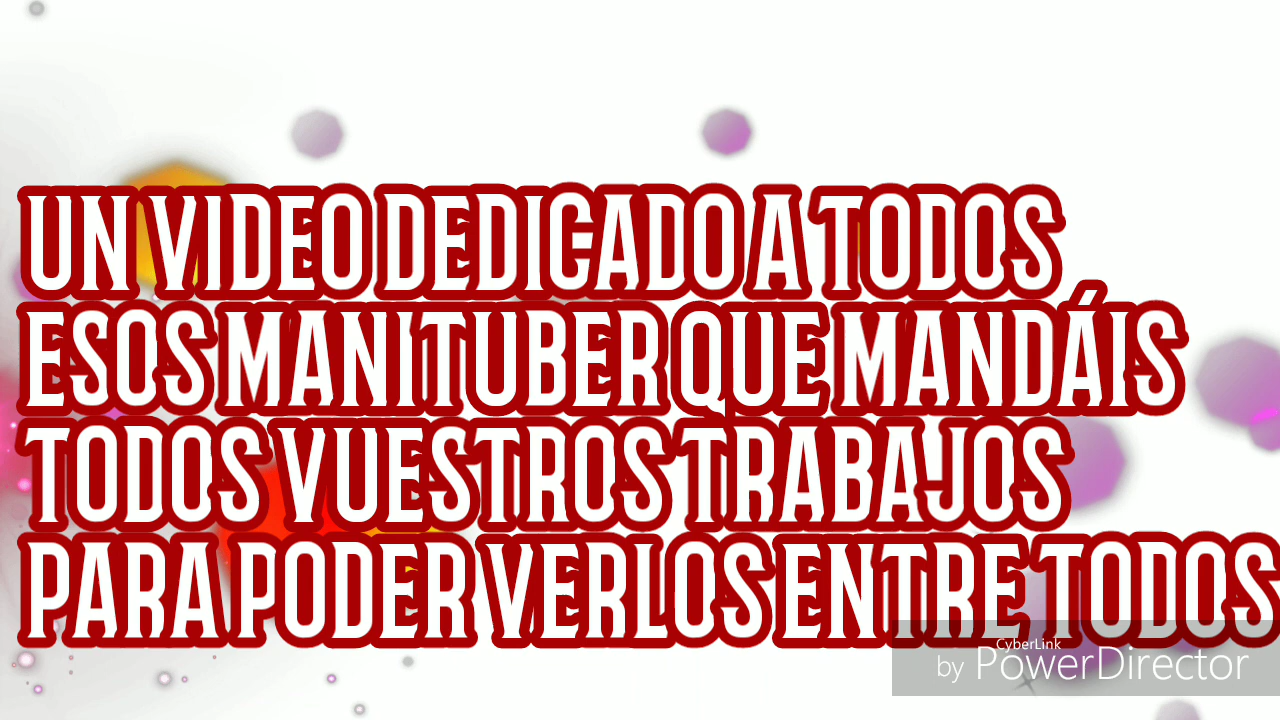 UN VIDEO DEDICADO A TODOS
ESOS MANITUBER QUE MANDÁIS
TODOS VUESTROS TRABAJOS
PARA PODER VERLOS ENTRE TODOS
CyberLink
by PowerDirector